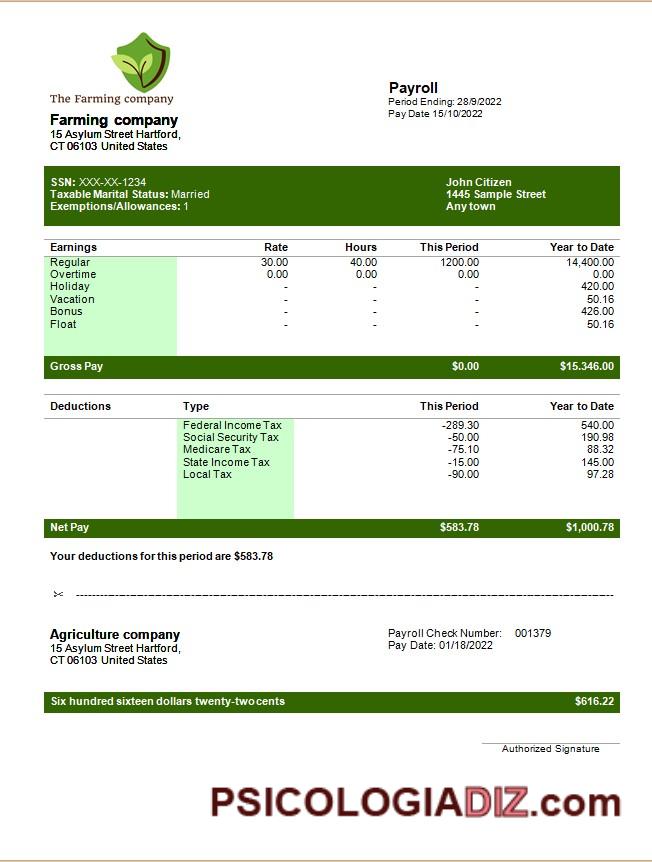 The Farming company
Farming company
15 Asylum Street Hartford,
CT 06103 United States
Payroll
Period Ending: 28/9/2022
Pay Date 15/10/2022
SSN: XXX-XX-1234
Taxable Marital Status: Married
Exemptions/Allowances: 1
John Citizen
1445 Sample Street
Any town
Earnings Rate Hours This Period Year to Date
Regular 30.00 40.00 1200.00 14,400.00
Overtime 0.00 0.00 0.00 0.00
Holiday - - - 420.00
Vacation - - - 50.16
Bonus - - - 426.00
Float - - - 50.16
Gross Pay $0.00 $15.346.00
Deductions Type This Period Year to Date
Federal Income Tax -289.30 540.00
Social Security Tax -50.00 190.98
Medicare Tax -75.10 88.32
State Income Tax -15.00 145.00
Local Tax -90.00 97.28
Net Pay $583.78 $1,000.78
Your deductions for this period are $583.78
Agriculture company
15 Asylum Street Hartford,
CT 06103 United States
Payroll Check Number: 001379
Pay Date: 01/18/2022
Six hundred sixteen dollars twenty-two cents $616.22
Authorized Signature
PSICOLOGIADIZ.com